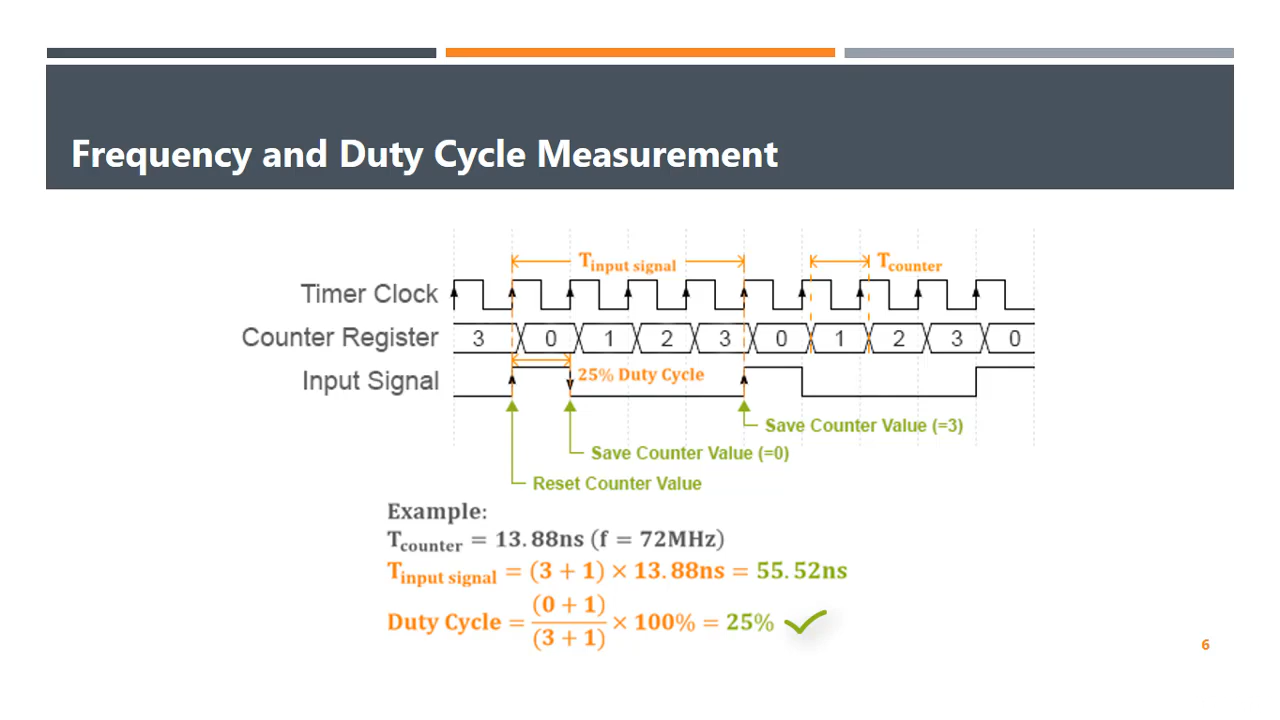 Frequency and Duty Cycle Measurement
T input signal
T counter
Timer Clock
Counter Register 3 0 1 2 3 0 1 2 3 0
Input Signal
25% Duty Cycle
Save Counter Value (=3)
Save Counter Value (=0)
Reset Counter Value
Example:
T counter = 13.88ns (f = 72MHz)
T input signal = (3 + 1) × 13.88ns = 55.52ns
Duty Cycle = (0 + 1) / (3 + 1) × 100% = 25%
6